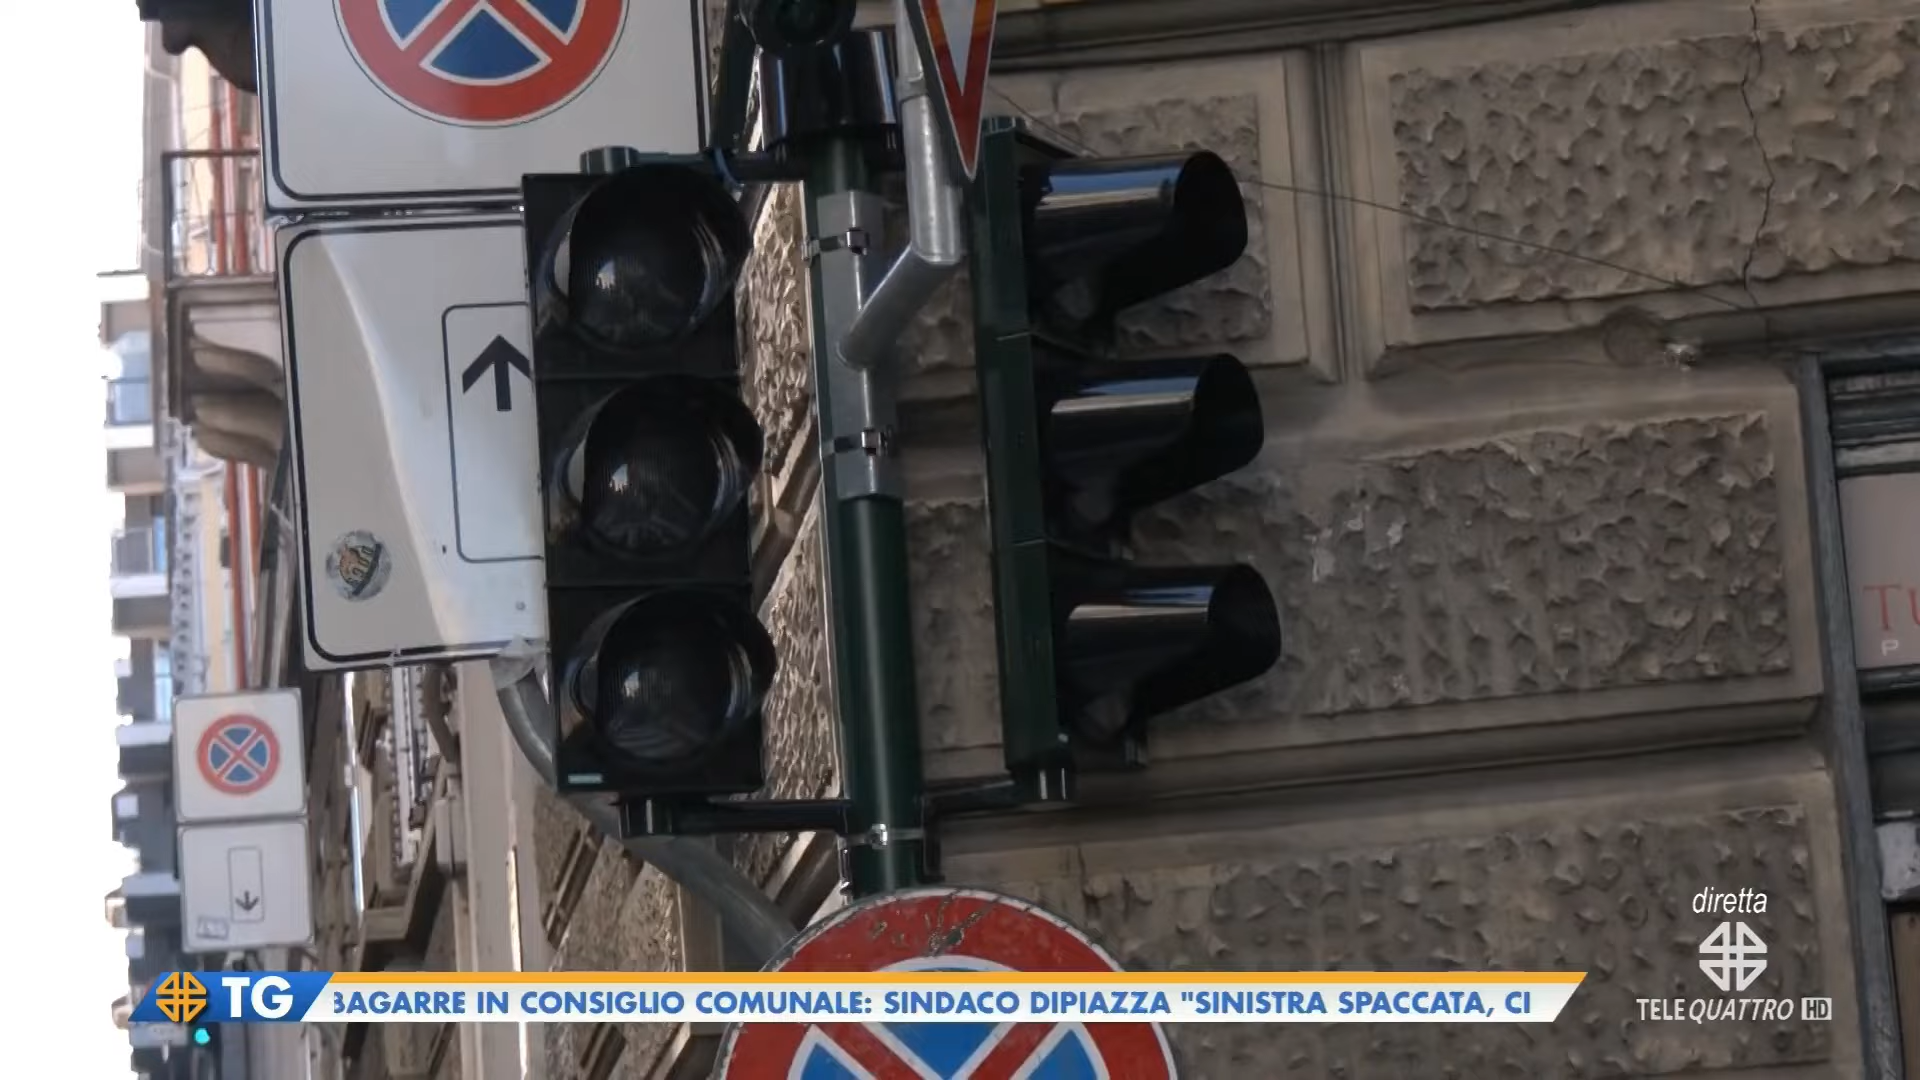 diretta
TG BAGARRE IN CONSIGLIO COMUNALE: SINDACO DIPIAZZA "SINISTRA SPACCATA, CI
TELEQUATTRO HD